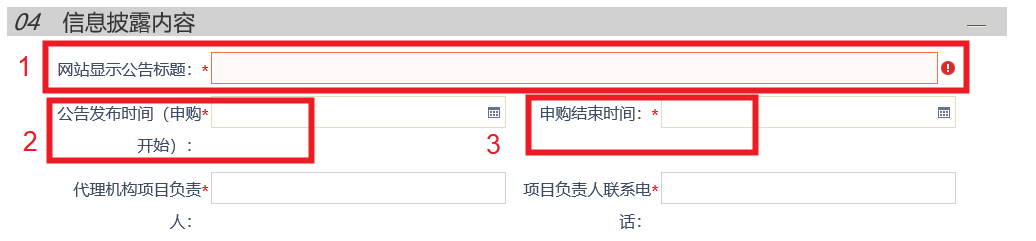 04 信息披露内容
1 网站显示公告标题：*
公告发布时间（申购*
2 开始）：
3 申购结束时间：*
代理机构项目负责*
人：
项目负责人联系电*
话：